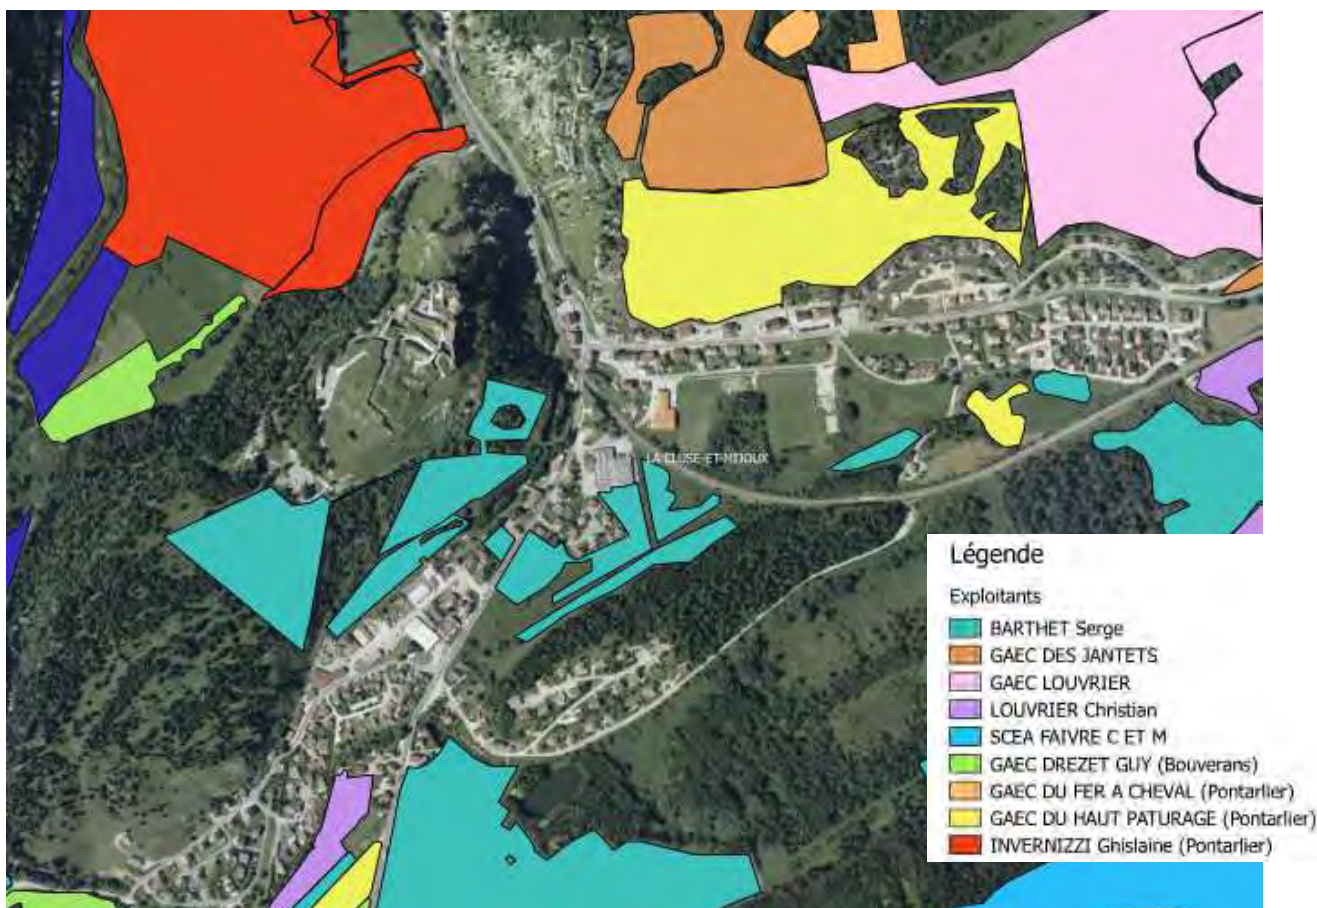 LA CLUSE-ET-MIJOUX
Légende
Exploitants
BARTHET Serge
GAEC DES JANTETS
GAEC LOUVRIER
LOUVRIER Christian
SCEA FAIVRE C ET M
GAEC DREZET GUY (Bouverans)
GAEC DU FER A CHEVAL (Pontarlier)
GAEC DU HAUT PATURAGE (Pontarlier)
INVERNIZZI Ghislaine (Pontarlier)